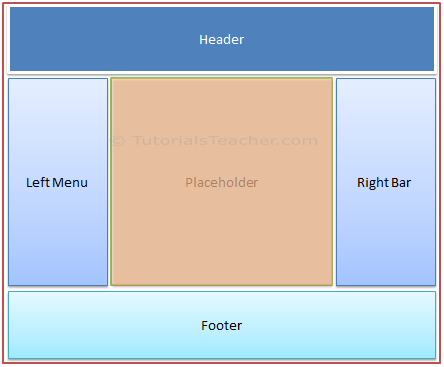 Header
© TutorialsTeacher.com
Left Menu
Placeholder
Right Bar
Footer